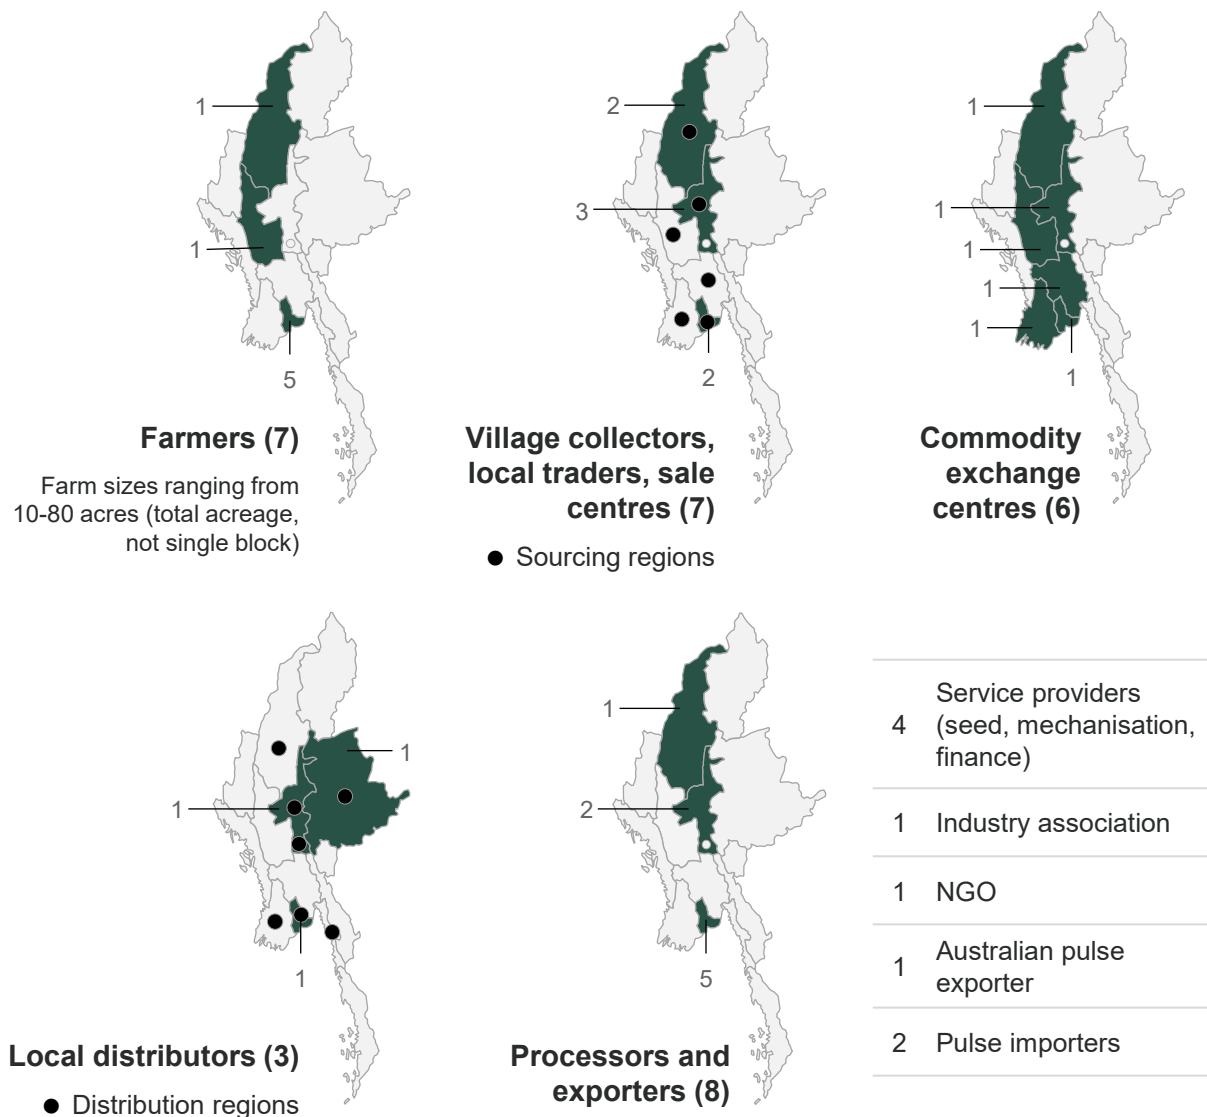 1
1
5
Farmers (7)
Farm sizes ranging from
10-80 acres (total acreage,
not single block)
2
3
2
Village collectors,
local traders, sale
centres (7)
Sourcing regions
1
1
1
1
1
1
Commodity
exchange
centres (6)
1
1
1
Local distributors (3)
Distribution regions
1
2
5
Processors and
exporters (8)
4 Service providers
(seed, mechanisation,
finance)
1 Industry association
1 NGO
1 Australian pulse
exporter
2 Pulse importers